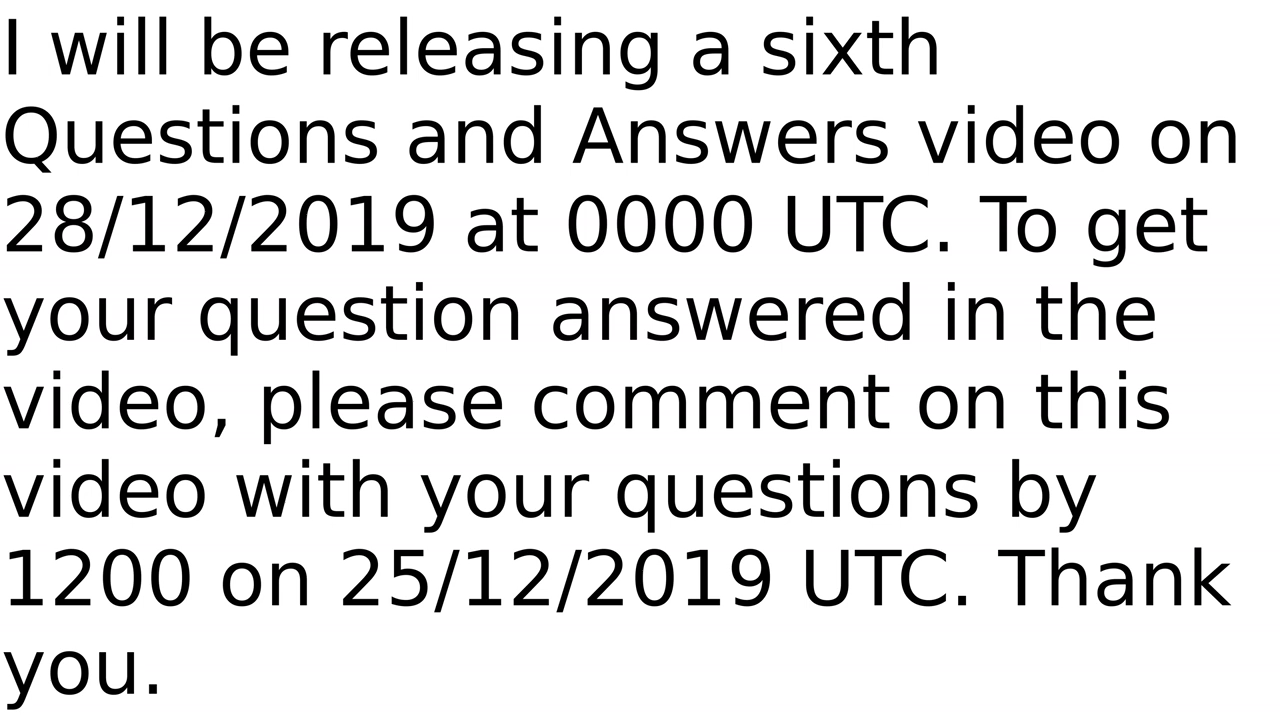 I will be releasing a sixth
Questions and Answers video on
28/12/2019 at 0000 UTC. To get
your question answered in the
video, please comment on this
video with your questions by
1200 on 25/12/2019 UTC. Thank
you.